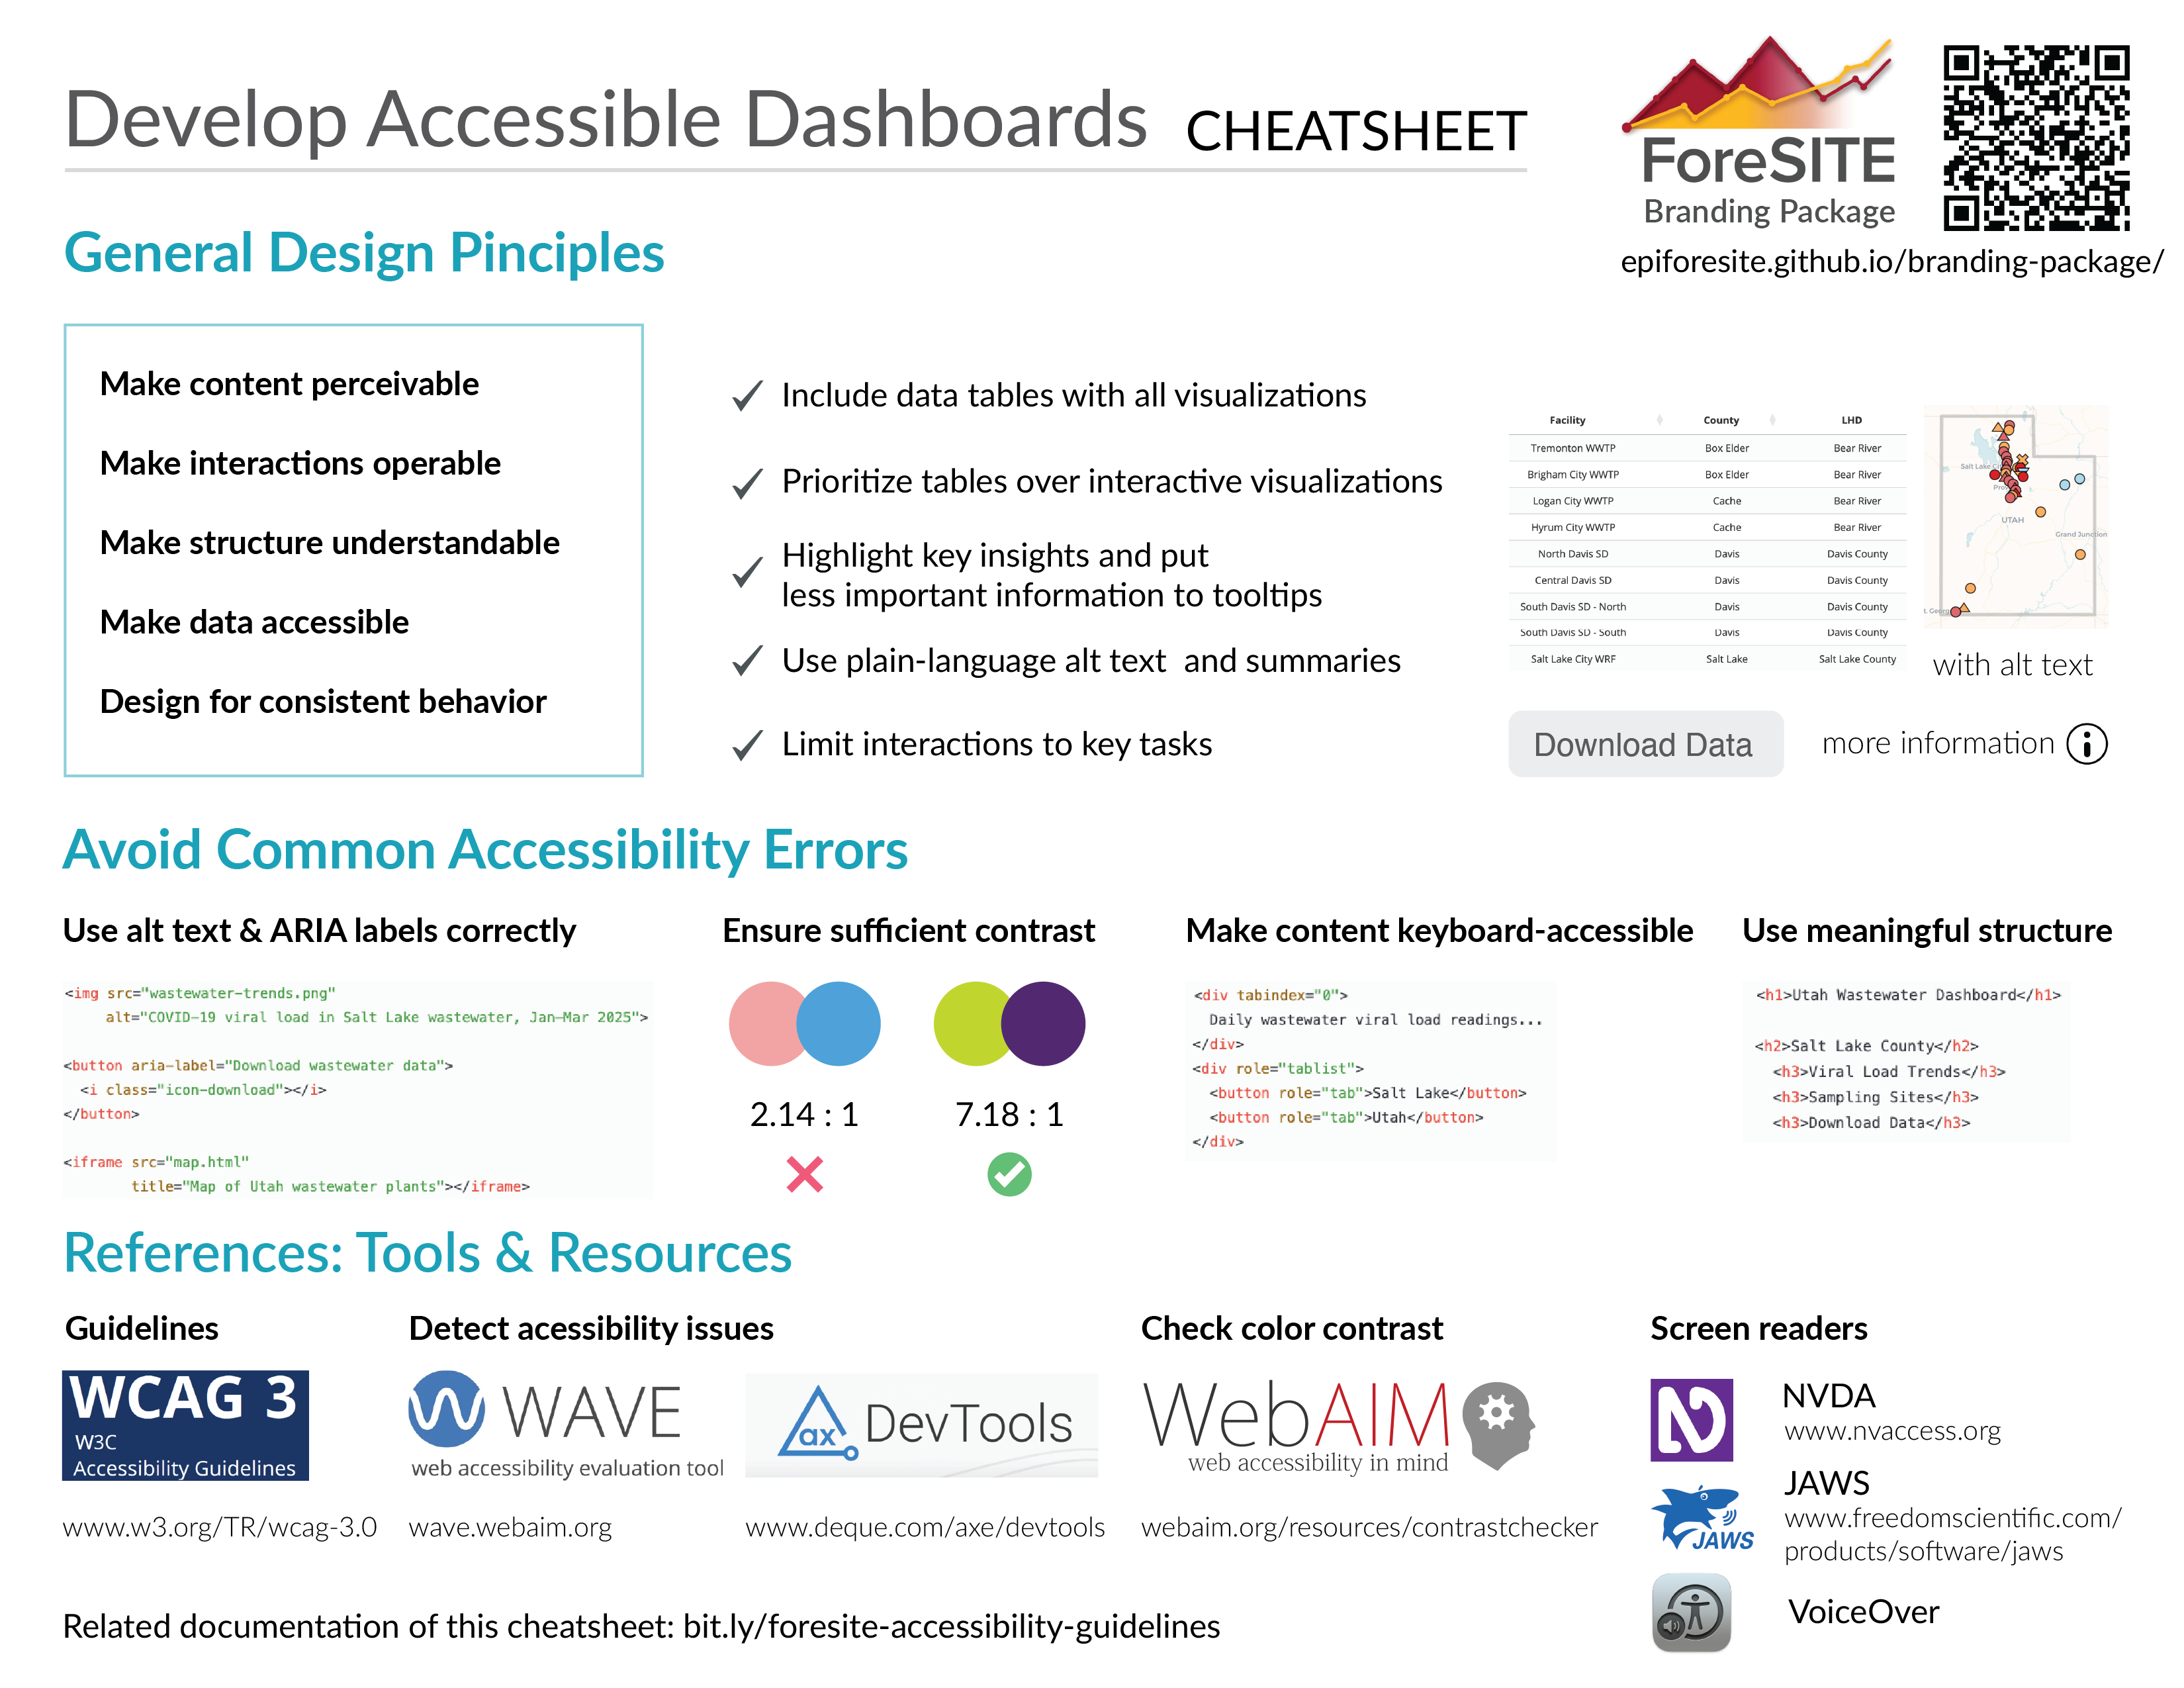 Develop Accessible Dashboards CHEATSHEET
ForeSITE
Branding Package
epiforesite.github.io/branding-package/
General Design Pinciples
Make content perceivable
Make interactions operable
Make structure understandable
Make data accessible
Design for consistent behavior
Include data tables with all visualizations
Prioritize tables over interactive visualizations
Highlight key insights and put
less important information to tooltips
Use plain-language alt text and summaries
Limit interactions to key tasks
Facility County LHD
Tremonton WWTP Box Elder Bear River
Brigham City WWTP Box Elder Bear River
Logan City WWTP Cache Bear River
Hyrum City WWTP Cache Bear River
North Davis SD Davis Davis County
Central Davis SD Davis Davis County
South Davis SD - North Davis Davis County
South Davis SD - South Davis Davis County
Salt Lake City WRF Salt Lake Salt Lake County
Salt Lake
UTAH
Grand Junction
with alt text
Download Data
more information
Avoid Common Accessibility Errors
Use alt text & ARIA labels correctly
<img src="wastewater-trends.png"
alt="COVID-19 viral load in Salt Lake wastewater, Jan–Mar 2025">
<button aria-label="Download wastewater data">
<i class="icon-download"></i>
</button>
<iframe src="map.html"
title="Map of Utah wastewater plants"></iframe>
Ensure sufficient contrast
2.14 : 1
7.18 : 1
Make content keyboard-accessible
<div tabindex="0">
Daily wastewater viral load readings...
</div>
<div role="tablist">
<button role="tab">Salt Lake</button>
<button role="tab">Utah</button>
</div>
Use meaningful structure
<h1>Utah Wastewater Dashboard</h1>
<h2>Salt Lake County</h2>
<h3>Viral Load Trends</h3>
<h3>Sampling Sites</h3>
<h3>Download Data</h3>
References: Tools & Resources
Guidelines
WCAG 3
W3C
Accessibility Guidelines
www.w3.org/TR/wcag-3.0
Detect acessibility issues
WAVE
web accessibility evaluation tool
wave.webaim.org
ax DevTools
www.deque.com/axe/devtools
Check color contrast
WebAIM
web accessibility in mind
webaim.org/resources/contrastchecker
Screen readers
NVDA
www.nvaccess.org
JAWS
JAWS
www.freedomscientific.com/
products/software/jaws
VoiceOver
Related documentation of this cheatsheet: bit.ly/foresite-accessibility-guidelines